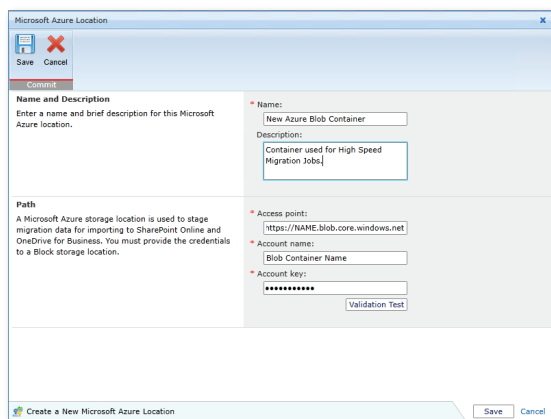 Microsoft Azure Location
x
Save Cancel
Commit
Name and Description
Enter a name and brief description for this Microsoft
Azure location.
* Name:
New Azure Blob Container
Description:
Container used for High Speed
Migration Jobs.
Path
A Microsoft Azure storage location is used to stage
migration data for importing to SharePoint Online and
OneDrive for Business. You must provide the credentials
to a Block storage location.
* Access point:
https://NAME.blob.core.windows.net
* Account name:
Blob Container Name
* Account key:
•••••••••••
Validation Test
Create a New Microsoft Azure Location
Save Cancel